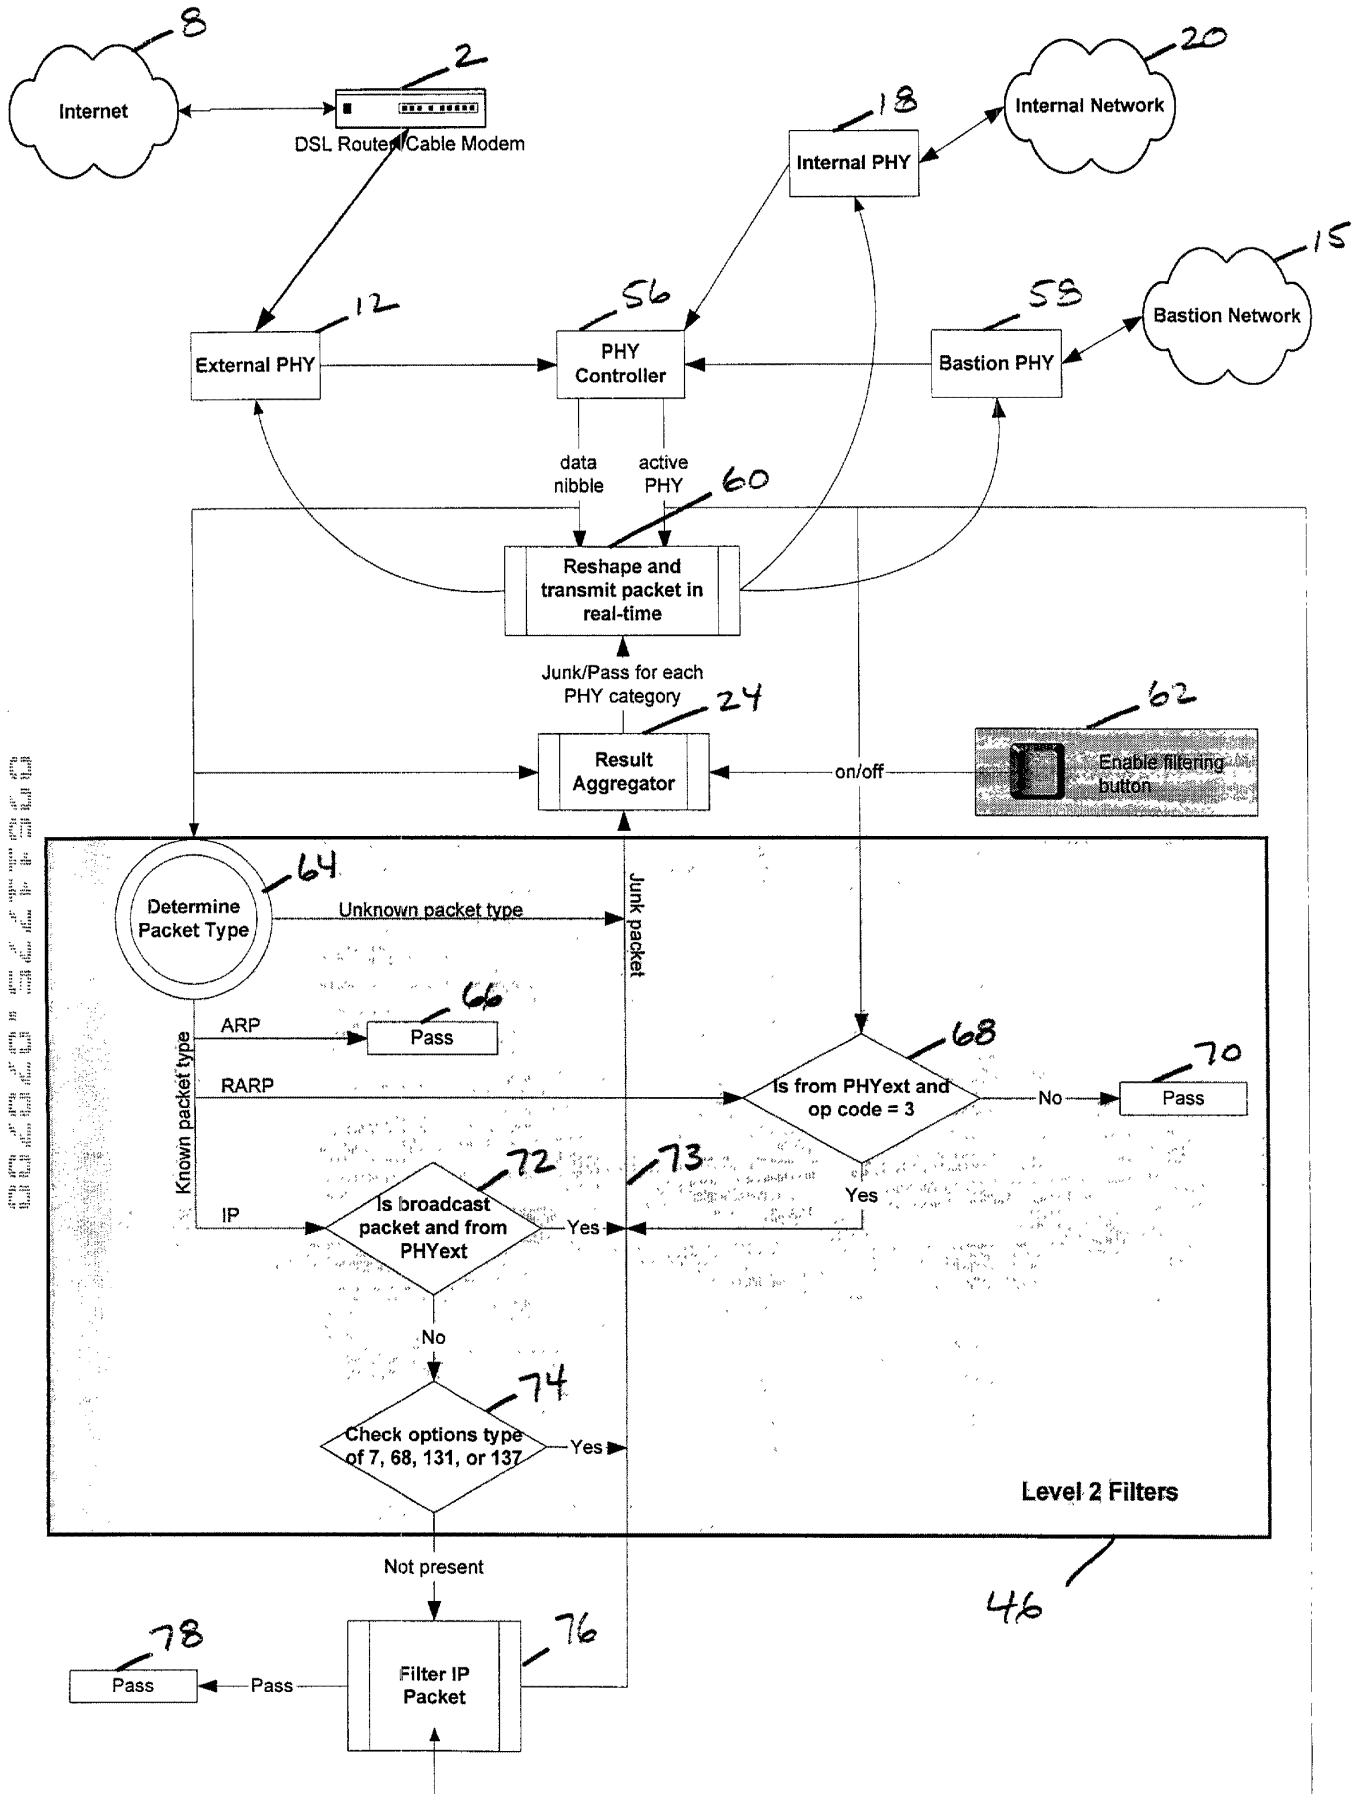 8
2
20
Internet
DSL Router/Cable Modem
18
Internal Network
Internal PHY
15
12
56
58
Bastion Network
External PHY
PHY
Controller
Bastion PHY
data
nibble
active
PHY
60
Reshape and
transmit packet in
real-time
Junk/Pass for each
PHY category
24
62
Result
Aggregator
on/off
Enable filtering
button
64
Determine
Packet Type
Unknown packet type
Junk packet
66
ARP
Pass
68
70
Known packet type
RARP
Is from PHYext and
op code = 3
No
Pass
72
73
Yes
IP
Is broadcast
packet and from
PHYext
Yes
No
74
Check options type
of 7, 68, 131, or 137
Yes
Level 2 Filters
Not present
46
78
76
Pass
Pass
Filter IP
Packet